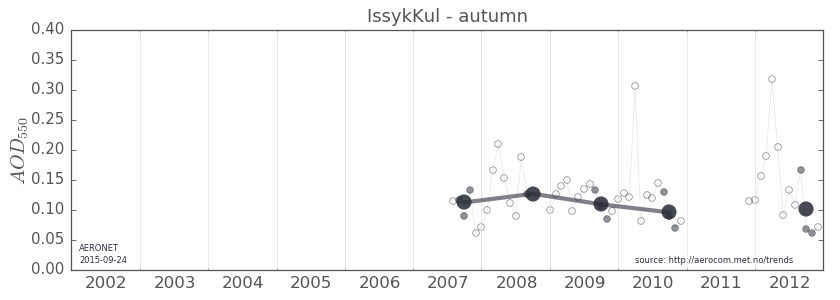 IssykKul - autumn
0.40
0.35
0.30
0.25
0.20
0.15
0.10
0.05
0.00
AOD550
AERONET
2015-09-24
source: http://aerocom.met.no/trends
2002 2003 2004 2005 2006 2007 2008 2009 2010 2011 2012